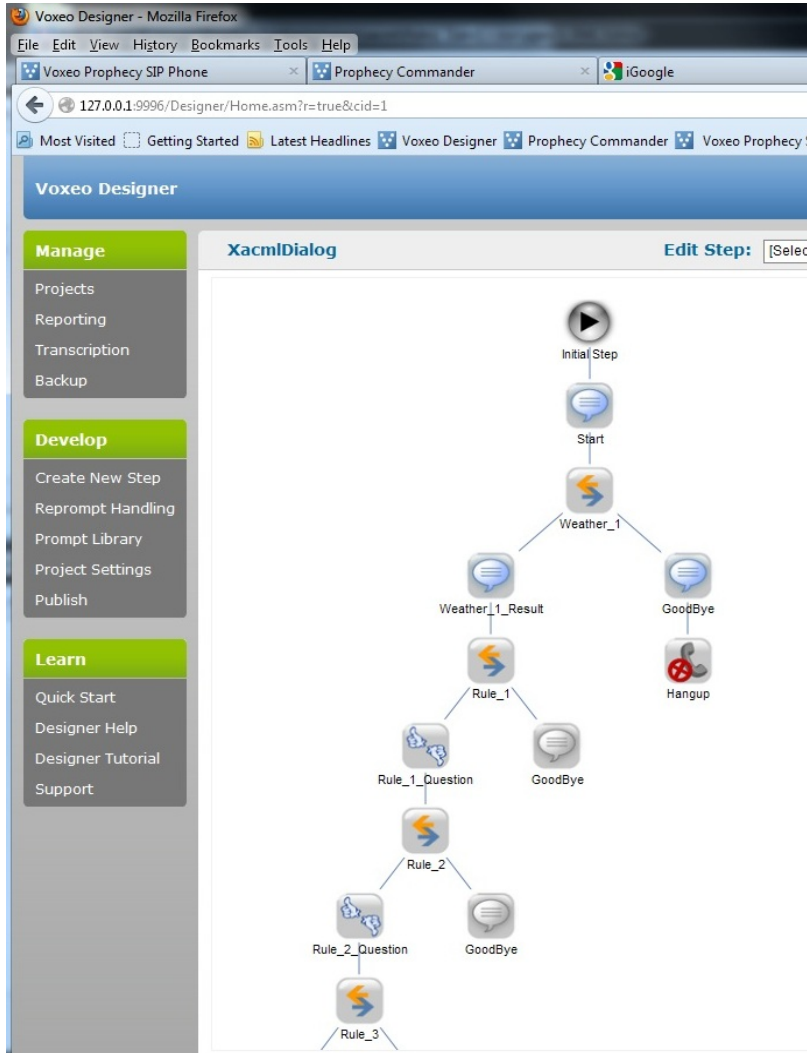 Voxeo Designer - Mozilla Firefox
File Edit View History Bookmarks Tools Help
Voxeo Prophecy SIP Phone × Prophecy Commander × iGoogle
127.0.0.1:9996/Designer/Home.asm?r=true&cid=1
Most Visited Getting Started Latest Headlines Voxeo Designer Prophecy Commander Voxeo Prophecy
Voxeo Designer
Manage
Projects
Reporting
Transcription
Backup
Develop
Create New Step
Reprompt Handling
Prompt Library
Project Settings
Publish
Learn
Quick Start
Designer Help
Designer Tutorial
Support
XacmlDialog Edit Step: [Selec
Initial Step
Start
Weather_1
Weather_1_Result GoodBye
Rule_1 Hangup
Rule_1_Question GoodBye
Rule_2
Rule_2_Question GoodBye
Rule_3